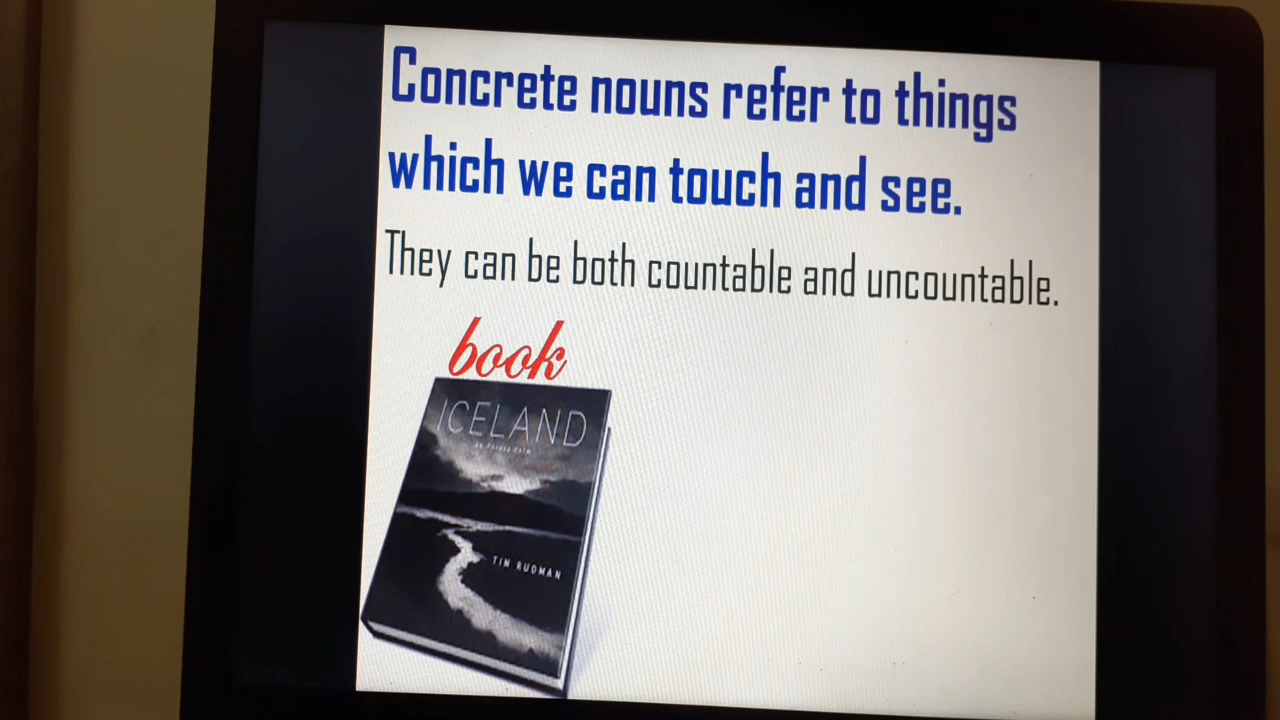 Concrete nouns refer to things
which we can touch and see.
They can be both countable and uncountable.
book
ICELAND
TIM RUDMAN